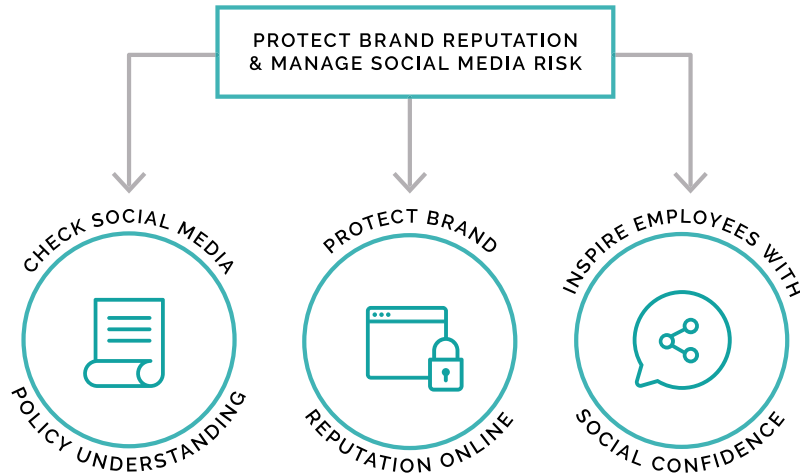 PROTECT BRAND REPUTATION
& MANAGE SOCIAL MEDIA RISK
CHECK SOCIAL MEDIA
POLICY UNDERSTANDING
PROTECT BRAND
REPUTATION ONLINE
INSPIRE EMPLOYEES WITH
SOCIAL CONFIDENCE